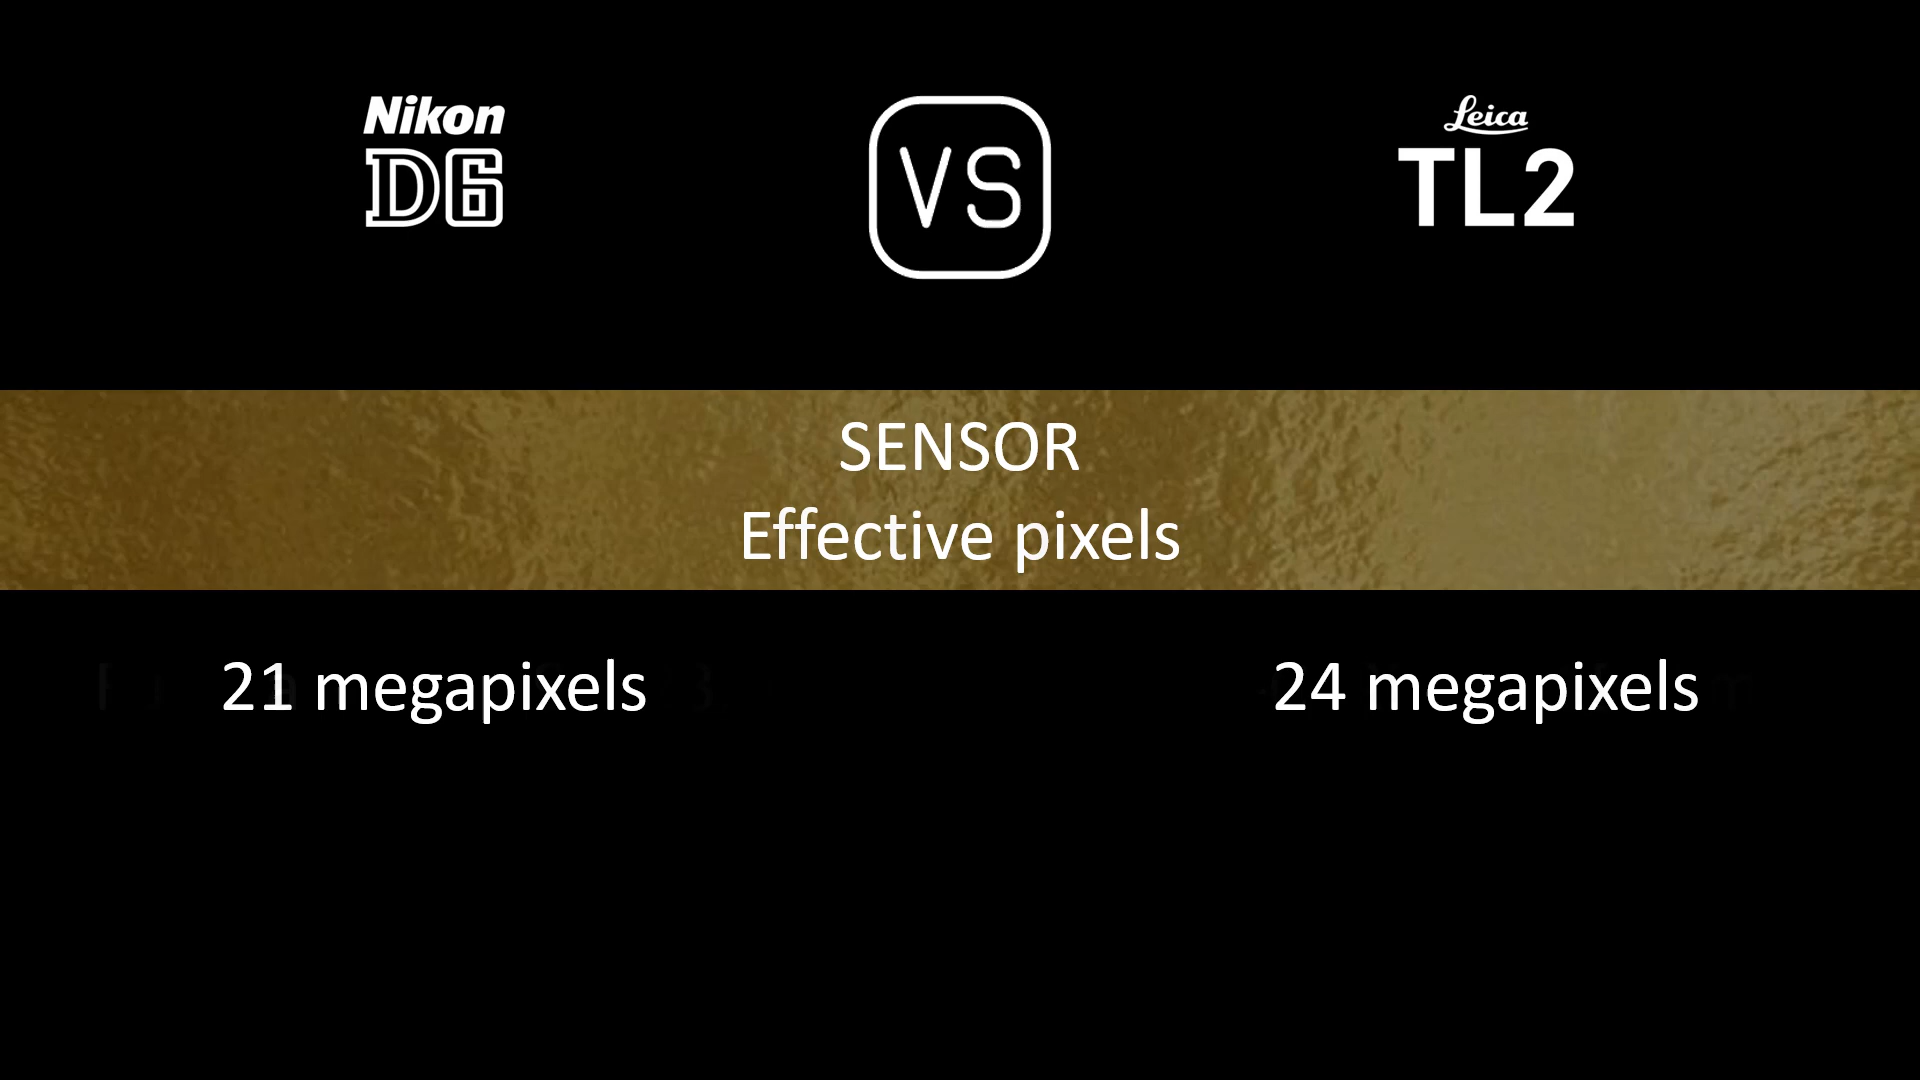 Nikon
D6
VS
Leica
TL2
SENSOR
Effective pixels
21 megapixels
24 megapixels